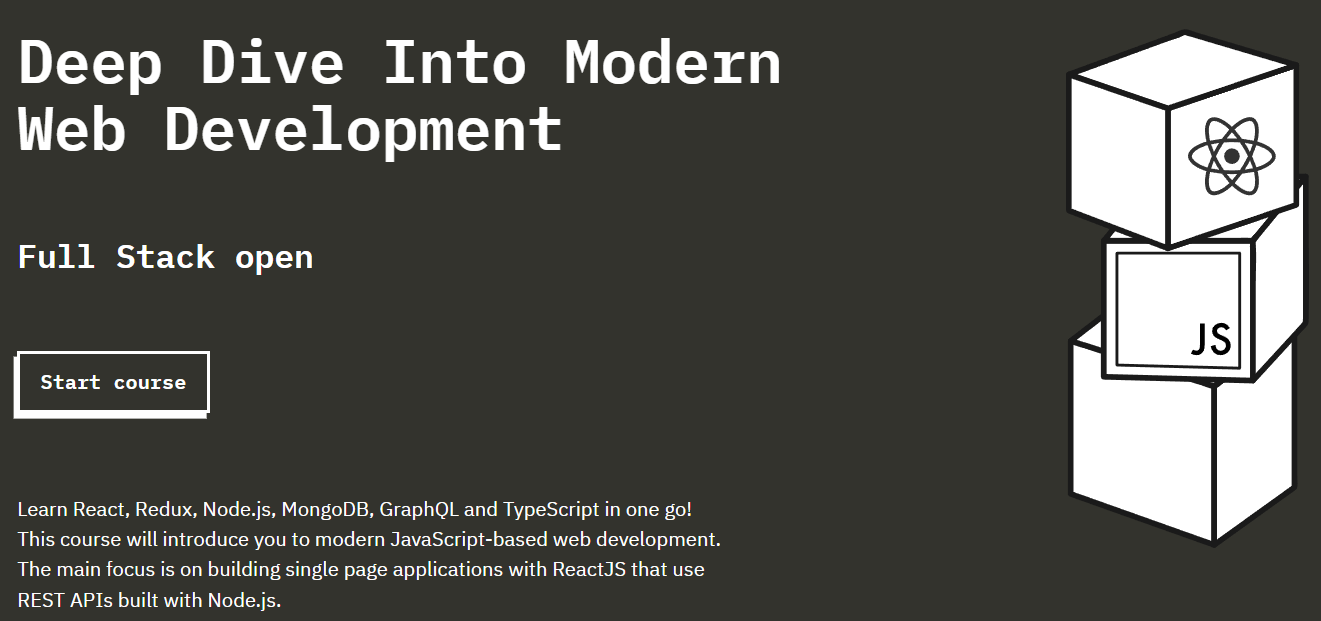 Deep Dive Into Modern
Web Development
Full Stack open
Start course
Learn React, Redux, Node.js, MongoDB, GraphQL and TypeScript in one go!
This course will introduce you to modern JavaScript-based web development.
The main focus is on building single page applications with ReactJS that use
REST APIs built with Node.js.
JS